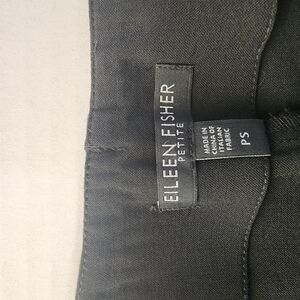 EILEEN FISHER
PETITE
MADE IN
CHINA OF
ITALIAN
FABRIC
PS